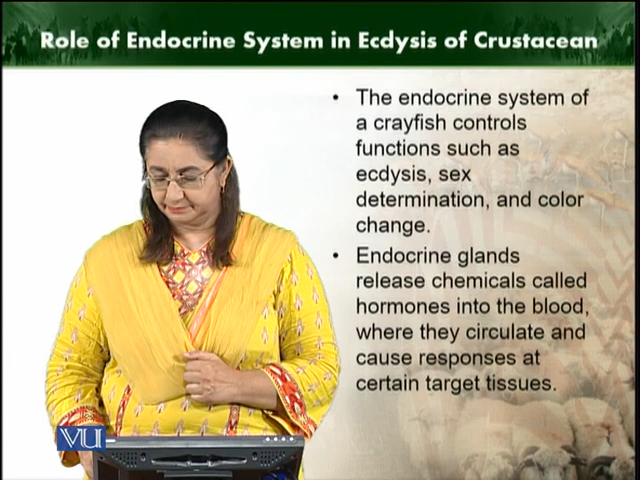 Role of Endocrine System in Ecdysis of Crustacean
• The endocrine system of
a crayfish controls
functions such as
ecdysis, sex
determination, and color
change.
• Endocrine glands
release chemicals called
hormones into the blood,
where they circulate and
cause responses at
certain target tissues.
VU